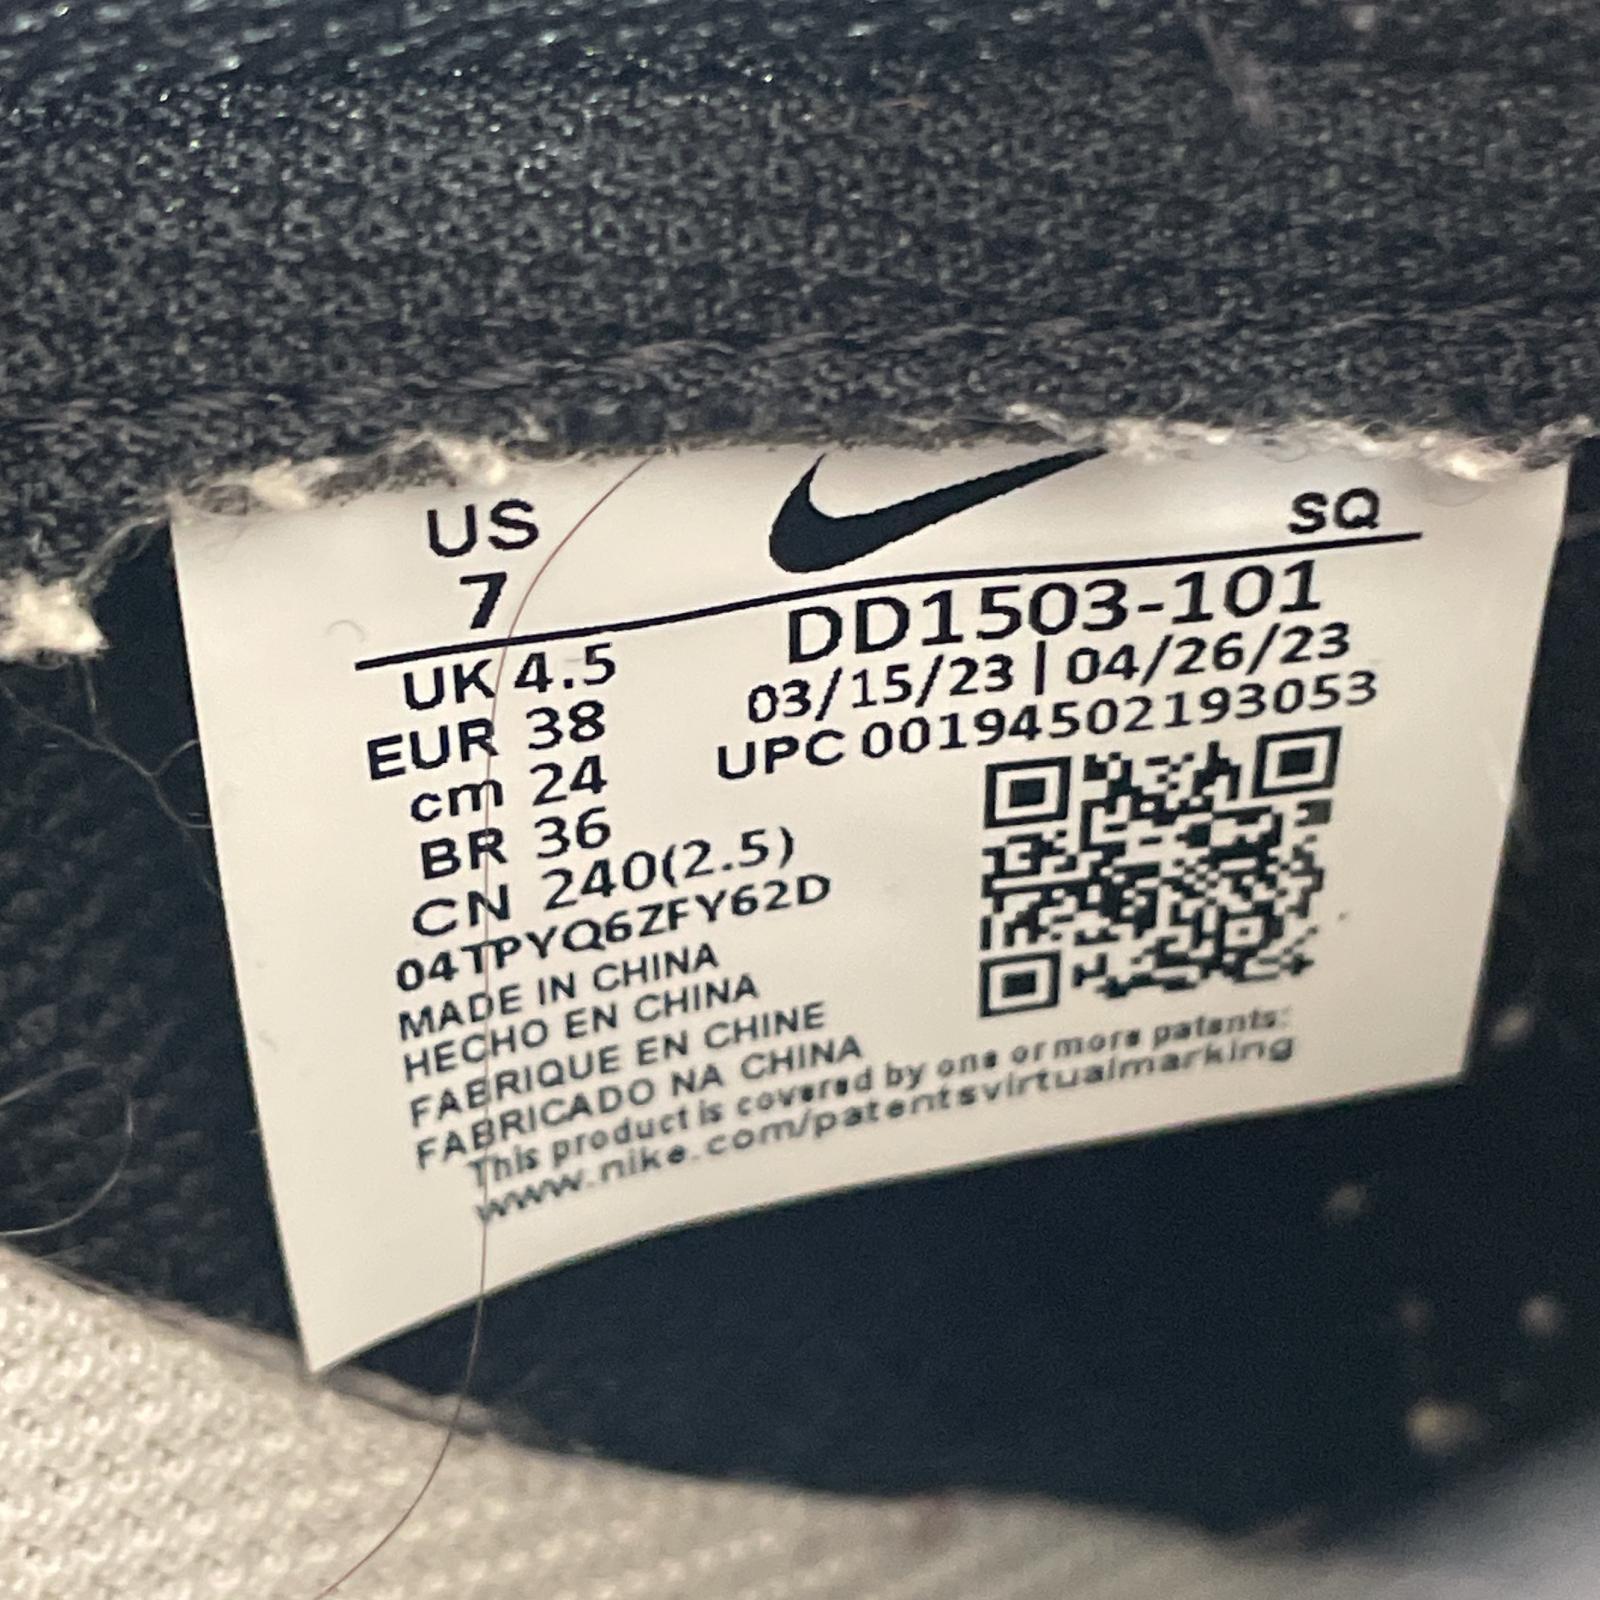 US
7
SQ
UK 4.5
EUR 38
cm 24
BR 36
CN 240(2.5)
04TPYQ6ZFY62D
MADE IN CHINA
HECHO EN CHINA
FABRIQUE EN CHINE
FABRICADO NA CHINA
DD1503-101
03/15/23 | 04/26/23
UPC 00194502193053
This product is covered by one or more patents:
www.nike.com/patentsvirtualmarking